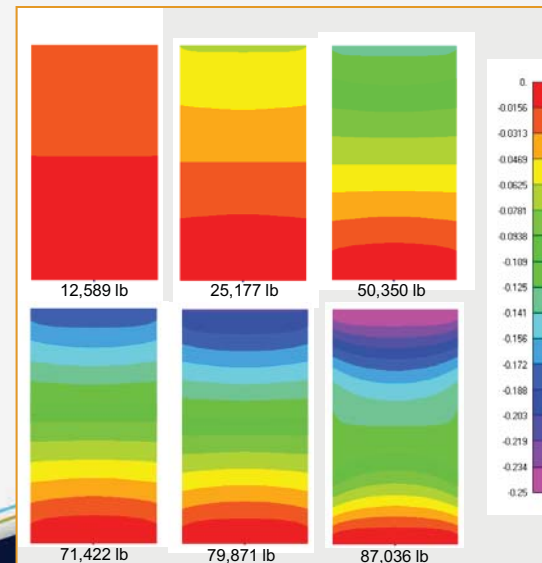 12,589 lb
25,177 lb
50,350 lb
71,422 lb
79,871 lb
87,036 lb
0.
-0.0156
-0.0313
-0.0469
-0.0625
-0.0781
-0.0938
-0.109
-0.125
-0.141
-0.156
-0.172
-0.188
-0.203
-0.219
-0.234
-0.25